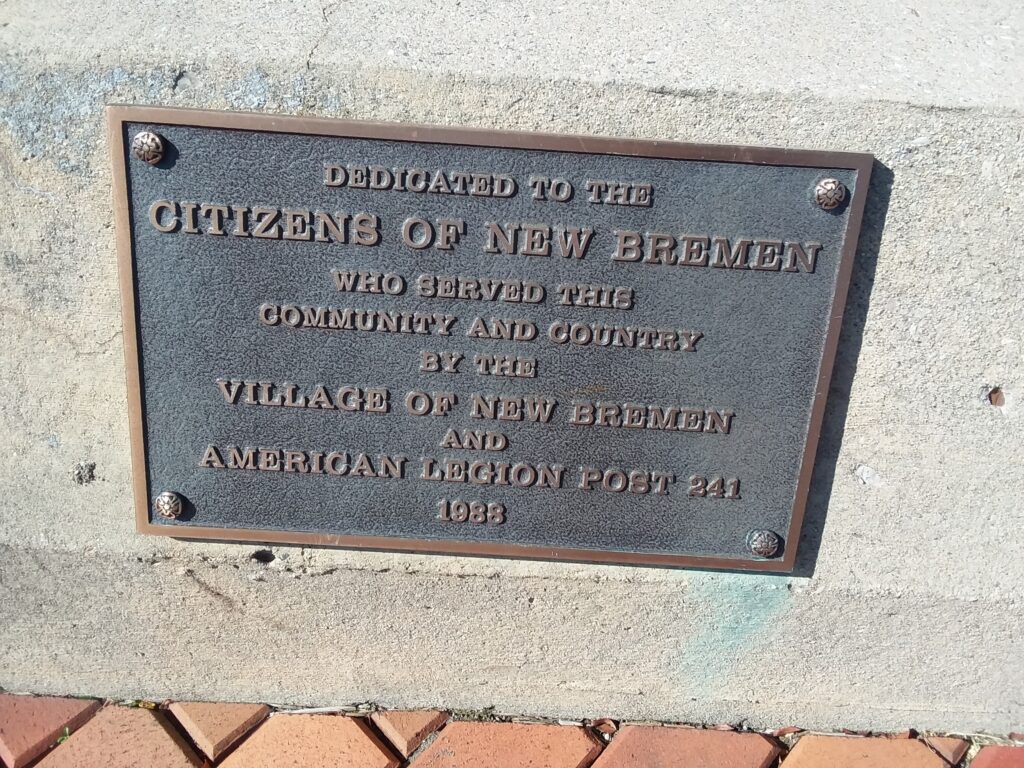 DEDICATED TO THE
CITIZENS OF NEW BREMEN
WHO SERVED THIS
COMMUNITY AND COUNTRY
BY THE
VILLAGE OF NEW BREMEN
AND
AMERICAN LEGION POST 241
1988